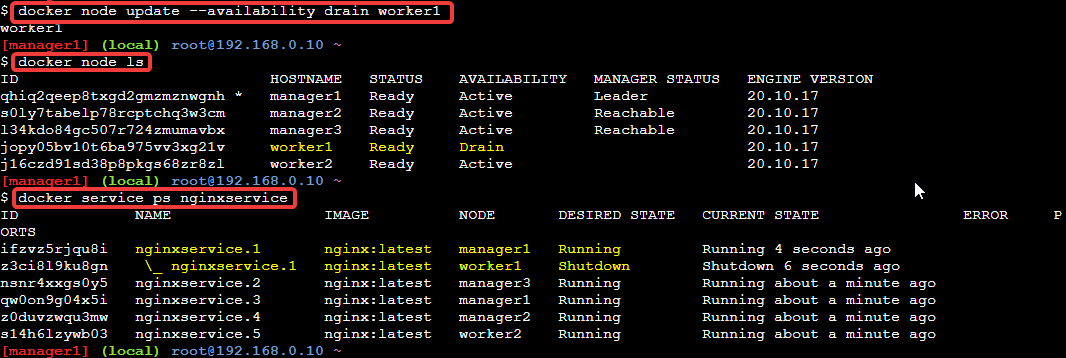 $ docker node update --availability drain worker1
worker1
[manager1] (local) root@192.168.0.10 ~
$ docker node ls
ID HOSTNAME STATUS AVAILABILITY MANAGER STATUS ENGINE VERSION
qhiq2qeep8txgd2gmzmznwgnh * manager1 Ready Active Leader 20.10.17
s0ly7tabelp78rcptchq3w3cm manager2 Ready Active Reachable 20.10.17
l34kdo84gc507r724zmumavbx manager3 Ready Active Reachable 20.10.17
jopy05bv10t6ba975vv3xg21v worker1 Ready Drain 20.10.17
j16czd91sd38p8pkgs68zr8zl worker2 Ready Active 20.10.17
[manager1] (local) root@192.168.0.10 ~
$ docker service ps nginxservice
ID NAME IMAGE NODE DESIRED STATE CURRENT STATE ERROR P
ORTS
ifzvz5rjqu8i nginxservice.1 nginx:latest manager1 Running Running 4 seconds ago
z3ci8l9ku8gn \_ nginxservice.1 nginx:latest worker1 Shutdown Shutdown 6 seconds ago
nsnr4xxgs0y5 nginxservice.2 nginx:latest manager3 Running Running about a minute ago
qw0on9g04x5i nginxservice.3 nginx:latest manager1 Running Running about a minute ago
z0duvzwqu3mw nginxservice.4 nginx:latest manager2 Running Running about a minute ago
s14h6lzywb03 nginxservice.5 nginx:latest worker2 Running Running about a minute ago
[manager1] (local) root@192.168.0.10 ~